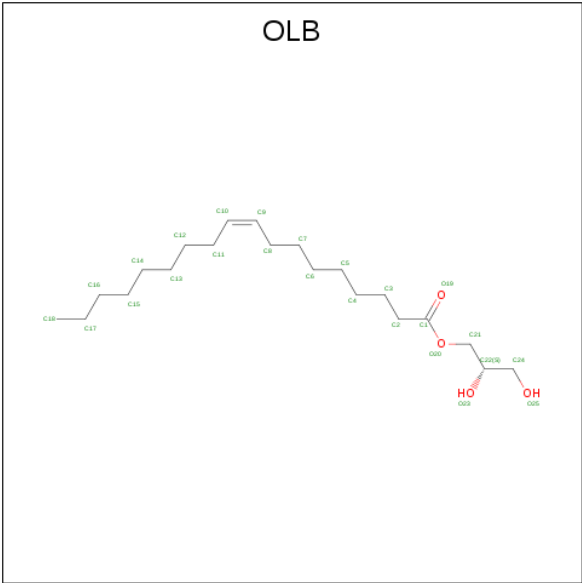 OLB
C10 C9
C12 C7
C11 C8
C14 C5
C13 C6
C16 C3 O19
C15 C4
C18 C2 C1
C17 C21
O20 C22(S) C24
HO OH
O23 O25